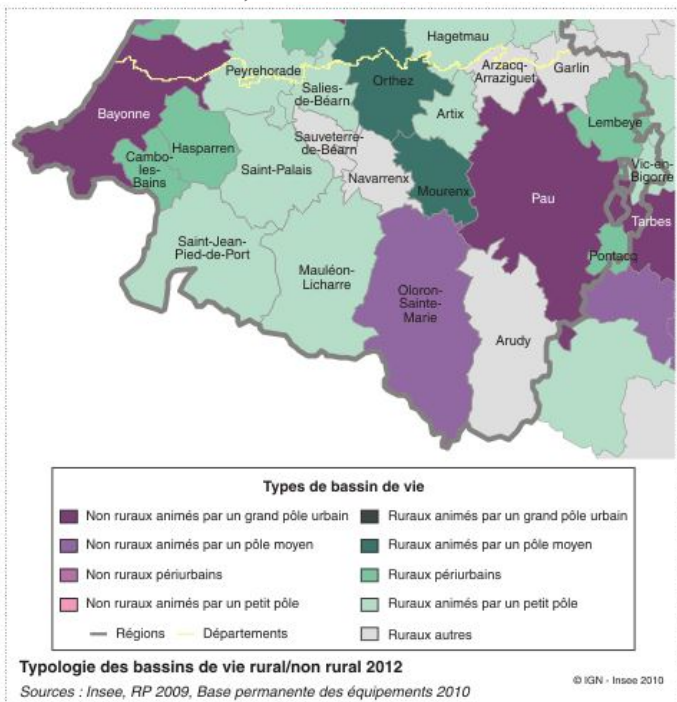 Hagetmau
Peyrehorade
Orthez
Arzacq-
Arraziguet
Garlin
Salies-
de-Béarn
Bayonne
Artix
Lembeye
Hasparren
Sauveterre-
de-Béarn
Cambo-
les-
Bains
Saint-Palais
Navarrenx
Mourenx
Vic-en-
Bigorre
Pau
Tarbes
Saint-Jean-
Pied-de-Port
Mauléon-
Licharre
Pontacq
Oloron-
Sainte-
Marie
Arudy
Types de bassin de vie
Non ruraux animés par un grand pôle urbain
Ruraux animés par un grand pôle urbain
Non ruraux animés par un pôle moyen
Ruraux animés par un pôle moyen
Non ruraux périurbains
Ruraux périurbains
Non ruraux animés par un petit pôle
Ruraux animés par un petit pôle
Régions
Départements
Ruraux autres
Typologie des bassins de vie rural/non rural 2012
© IGN - Insee 2010
Sources : Insee, RP 2009, Base permanente des équipements 2010